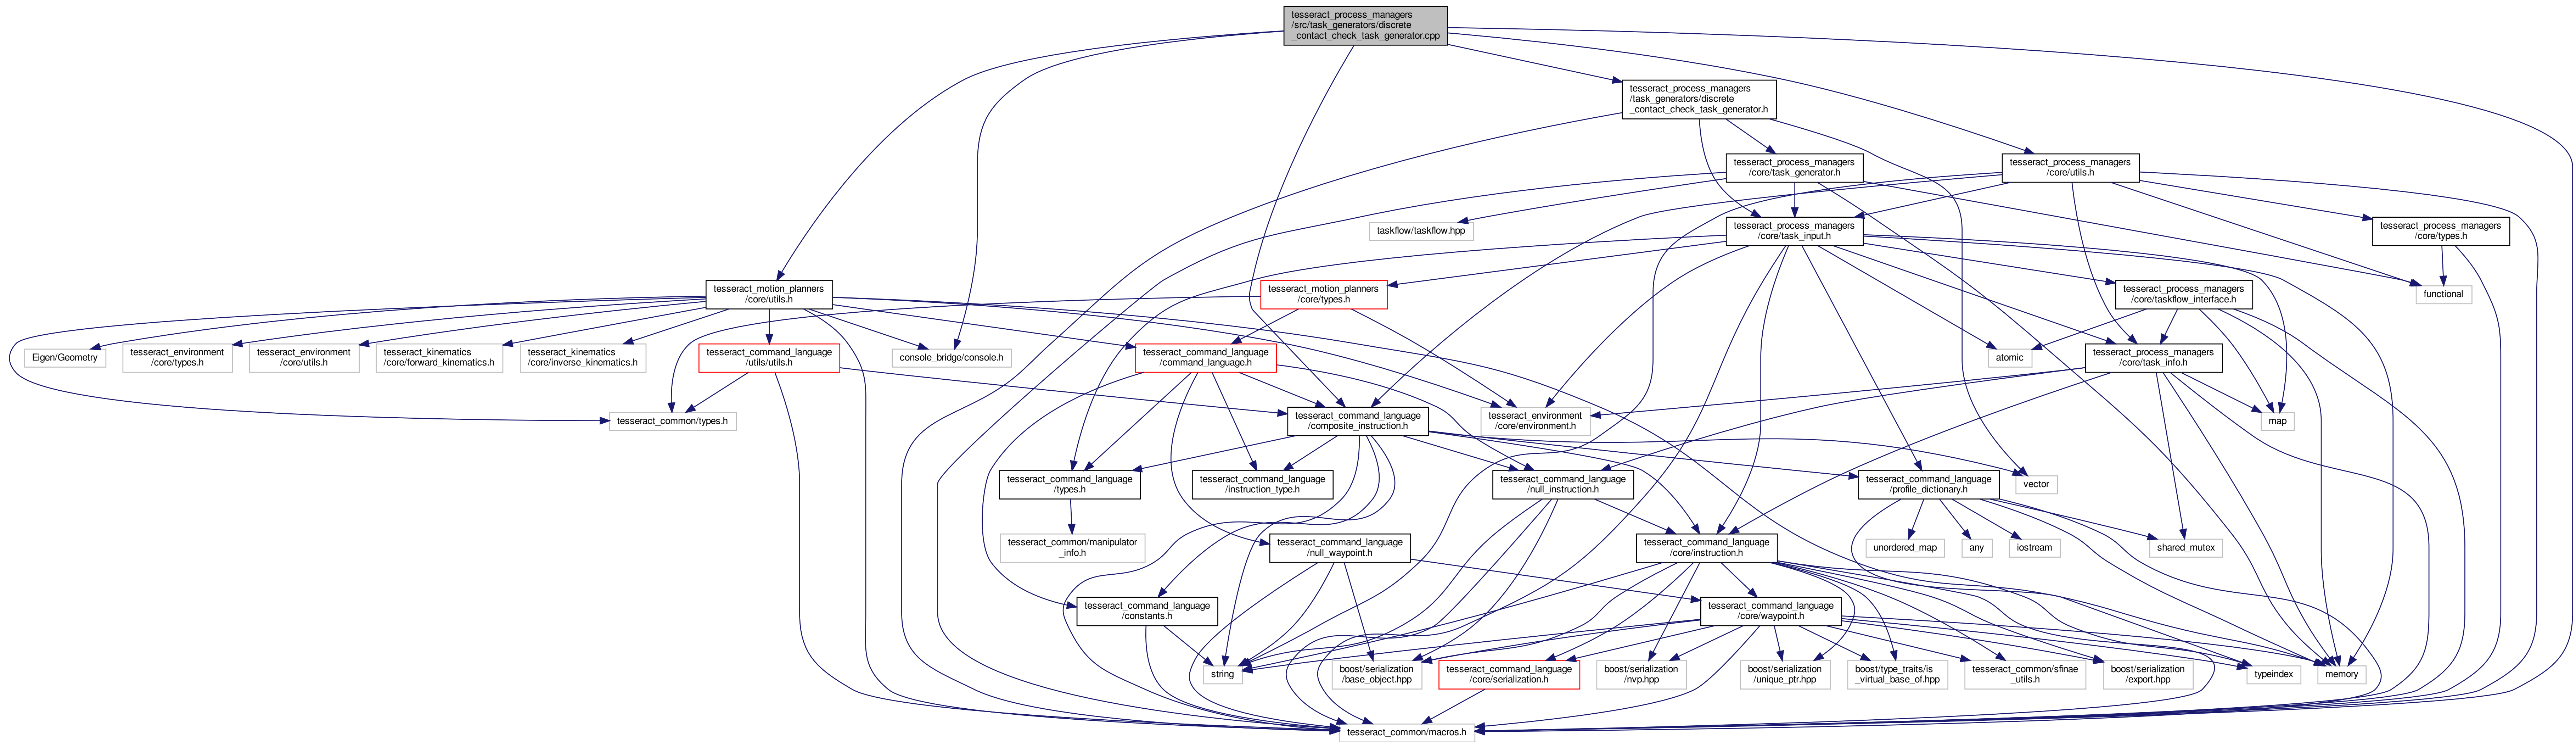 tesseract_process_managers
/src/task_generators/discrete
_contact_check_task_generator.cpp
tesseract_process_managers
/task_generators/discrete
_contact_check_task_generator.h
tesseract_process_managers
/core/task_generator.h
tesseract_process_managers
/core/utils.h
taskflow/taskflow.hpp
tesseract_process_managers
/core/task_input.h
tesseract_process_managers
/core/types.h
tesseract_motion_planners
/core/utils.h
tesseract_motion_planners
/core/types.h
tesseract_process_managers
/core/taskflow_interface.h
functional
Eigen/Geometry
tesseract_environment
/core/types.h
tesseract_environment
/core/utils.h
tesseract_kinematics
/core/forward_kinematics.h
tesseract_kinematics
/core/inverse_kinematics.h
tesseract_command_language
/utils/utils.h
console_bridge/console.h
tesseract_command_language
/command_language.h
atomic
tesseract_process_managers
/core/task_info.h
tesseract_common/types.h
tesseract_command_language
/composite_instruction.h
tesseract_environment
/core/environment.h
map
tesseract_command_language
/types.h
tesseract_command_language
/instruction_type.h
tesseract_command_language
/null_instruction.h
tesseract_command_language
/profile_dictionary.h
vector
tesseract_common/manipulator
_info.h
tesseract_command_language
/null_waypoint.h
tesseract_command_language
/core/instruction.h
unordered_map
any
iostream
shared_mutex
tesseract_command_language
/constants.h
tesseract_command_language
/core/waypoint.h
string
boost/serialization
/base_object.hpp
tesseract_command_language
/core/serialization.h
boost/serialization
/nvp.hpp
boost/serialization
/unique_ptr.hpp
boost/type_traits/is
_virtual_base_of.hpp
tesseract_common/sfinae
_utils.h
boost/serialization
/export.hpp
typeindex
memory
tesseract_common/macros.h